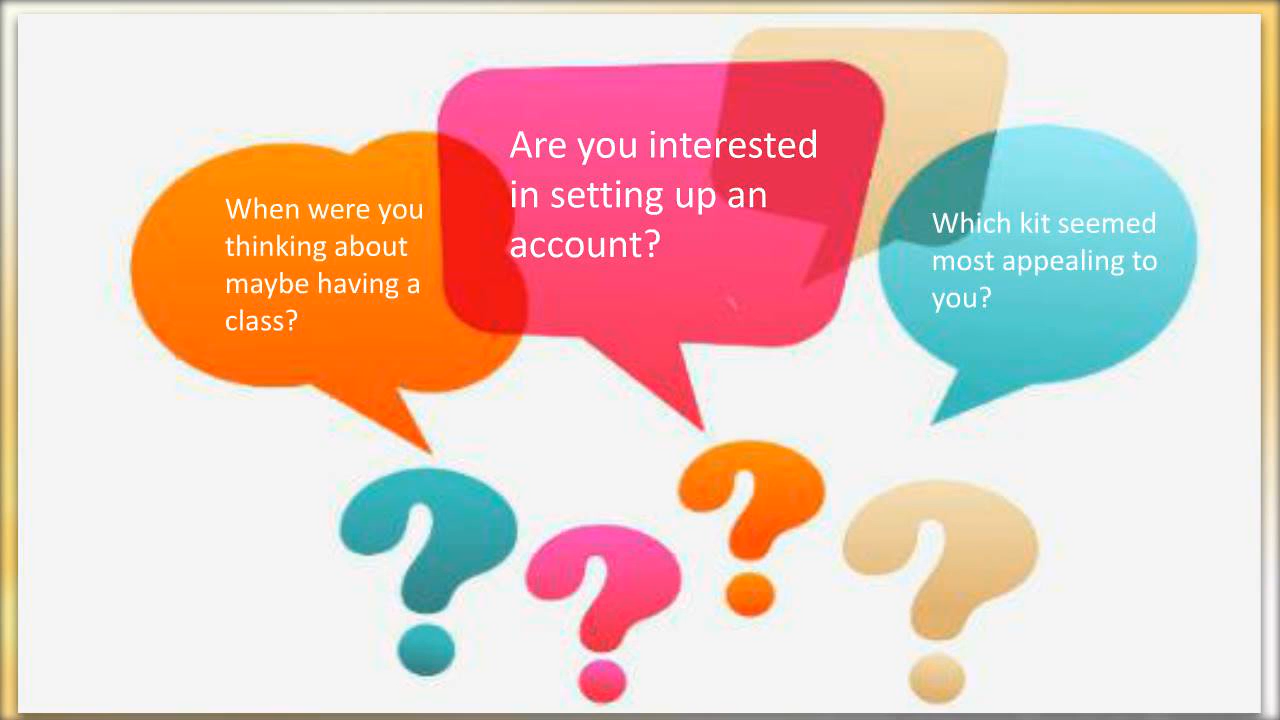 When were you
thinking about
maybe having a
class?
Are you interested
in setting up an
account?
Which kit seemed
most appealing to
you?